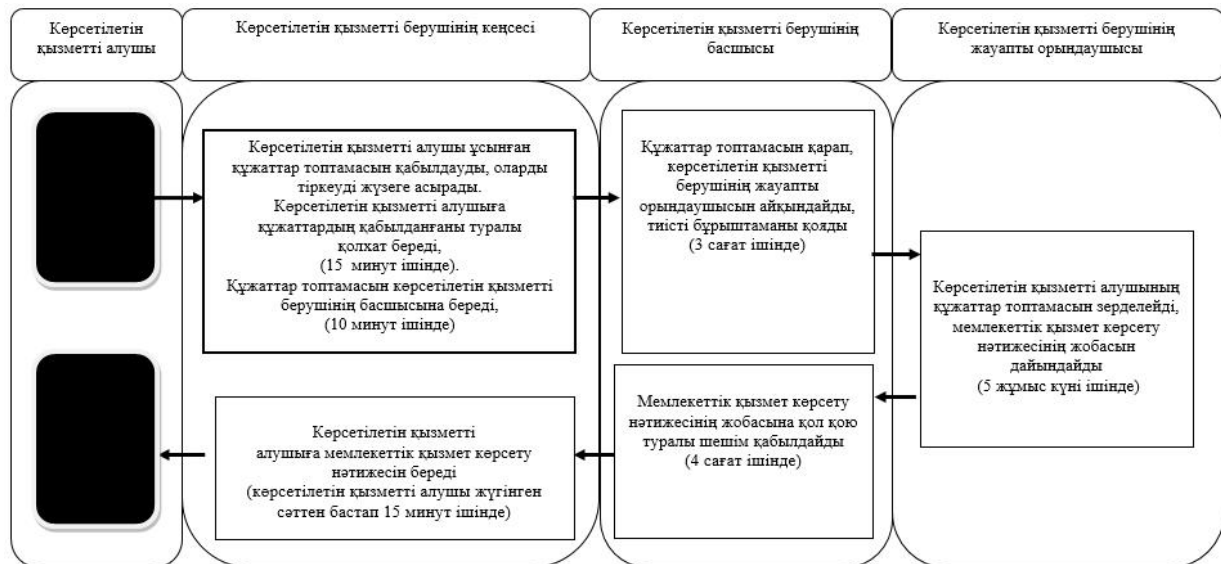 Көрсетілетін
қызметті алушы
Көрсетілетін қызметті берушінің кеңсесі
Көрсетілетін қызметті берушінің
басшысы
Көрсетілетін қызметті берушінің
жауапты орындаушысы
Көрсетілетін қызметті алушы ұсынған
құжаттар топтамасын қабылдауды, оларды
тіркеуді жүзеге асырады.
Көрсетілетін қызметті алушыға
құжаттардың қабылданғаны туралы
қолхат береді,
(15 минут ішінде).
Құжаттар топтамасын көрсетілетін қызметті
берушінің басшысына береді,
(10 минут ішінде)
Құжаттар топтамасын қарап,
көрсетілетін қызметті
берушінің жауапты
орындаушысын айқындайды,
тиісті бұрыштаманы қояды
(3 сағат ішінде)
Көрсетілетін қызметті алушының
құжаттар топтамасын зерделейді,
мемлекеттік қызмет көрсету
нәтижесінің жобасын
дайындайды
(5 жұмыс күні ішінде)
Мемлекеттік қызмет көрсету
нәтижесінің жобасына қол қою
туралы шешім қабылдайды
(4 сағат ішінде)
Көрсетілетін қызметті
алушыға мемлекеттік қызмет көрсету
нәтижесін береді
(көрсетілетін қызметті алушы жүгінген
сәттен бастап 15 минут ішінде)